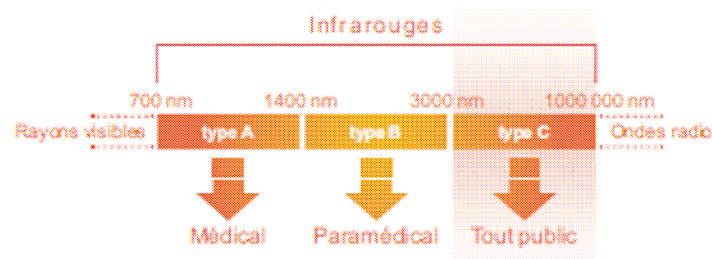 Infrarouges
700 nm 1400 nm 3000 nm 1000 000 nm
Rayons visibles type A type B type C Ondes radio
Médical Paramédical Tout public